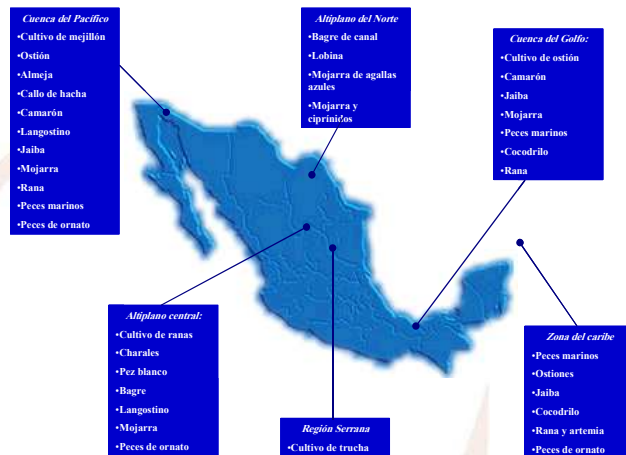 Cuenca del Pacífico
•Cultivo de mejillón
•Ostión
•Almeja
•Callo de hacha
•Camarón
•Langostino
•Jaiba
•Mojarra
•Rana
•Peces marinos
•Peces de ornato
Altiplano del Norte
•Bagre de canal
•Lobina
•Mojarra de agallas
azules
•Mojarra y
ciprínidos
Cuenca del Golfo:
•Cultivo de ostión
•Camarón
•Jaiba
•Mojarra
•Peces marinos
•Cocodrilo
•Rana
Altiplano central:
•Cultivo de ranas
•Charales
•Pez blanco
•Bagre
•Langostino
•Mojarra
•Peces de ornato
Región Serrana
•Cultivo de trucha
Zona del caribe
•Peces marinos
•Ostiones
•Jaiba
•Cocodrilo
•Rana y artemia
•Peces de ornato